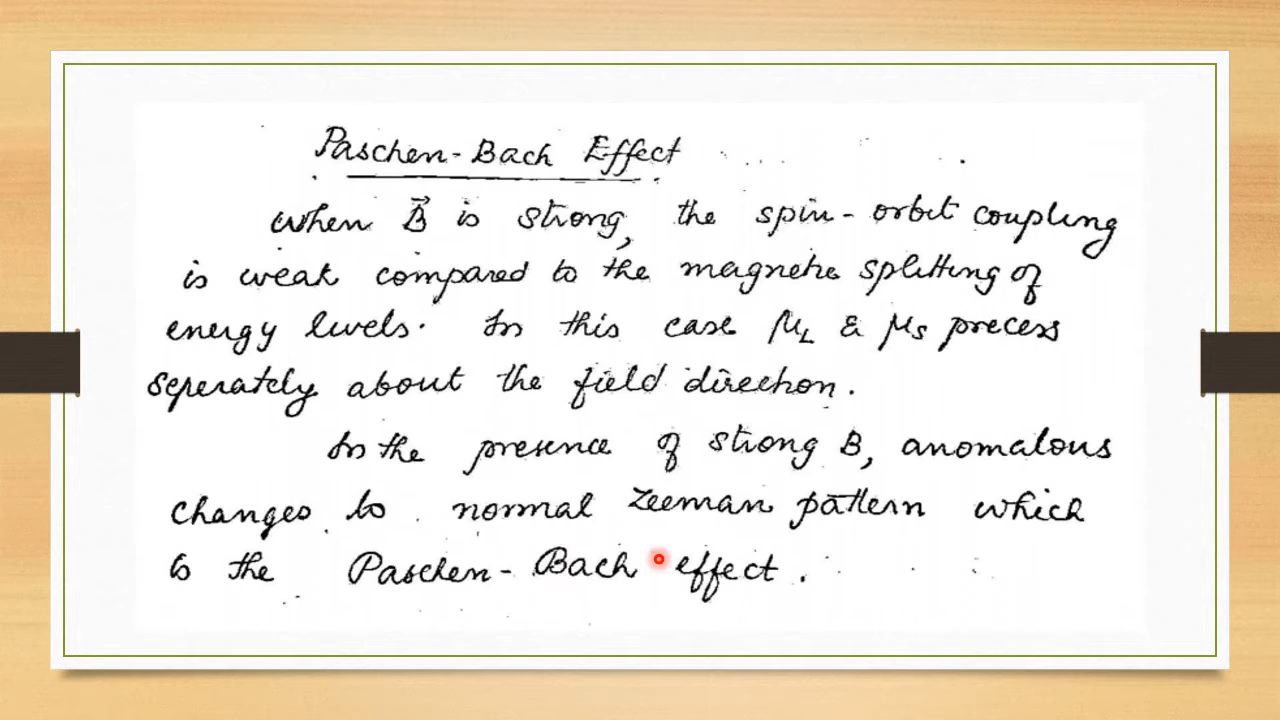 Paschen-Bach Effect
When B⃗ is strong, the spin-orbit coupling
is weak compared to the magnetic splitting of
energy levels. In this case μL & μS precess
seperately about the field direction.
In the presence of strong B, anomalous
changes to normal Zeeman pattern which
is the Paschen-Bach effect.